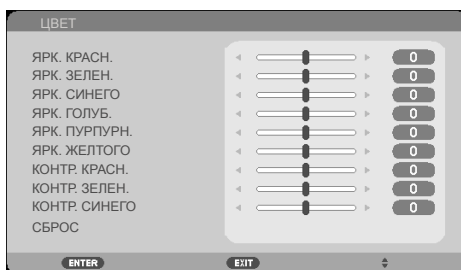 ЦВЕТ
ЯРК. КРАСН. 0
ЯРК. ЗЕЛЕН. 0
ЯРК. СИНЕГО 0
ЯРК. ГОЛУБ. 0
ЯРК. ПУРПУРН. 0
ЯРК. ЖЕЛТОГО 0
КОНТР. КРАСН. 0
КОНТР. ЗЕЛЕН. 0
КОНТР. СИНЕГО 0
СБРОС
ENTER EXIT